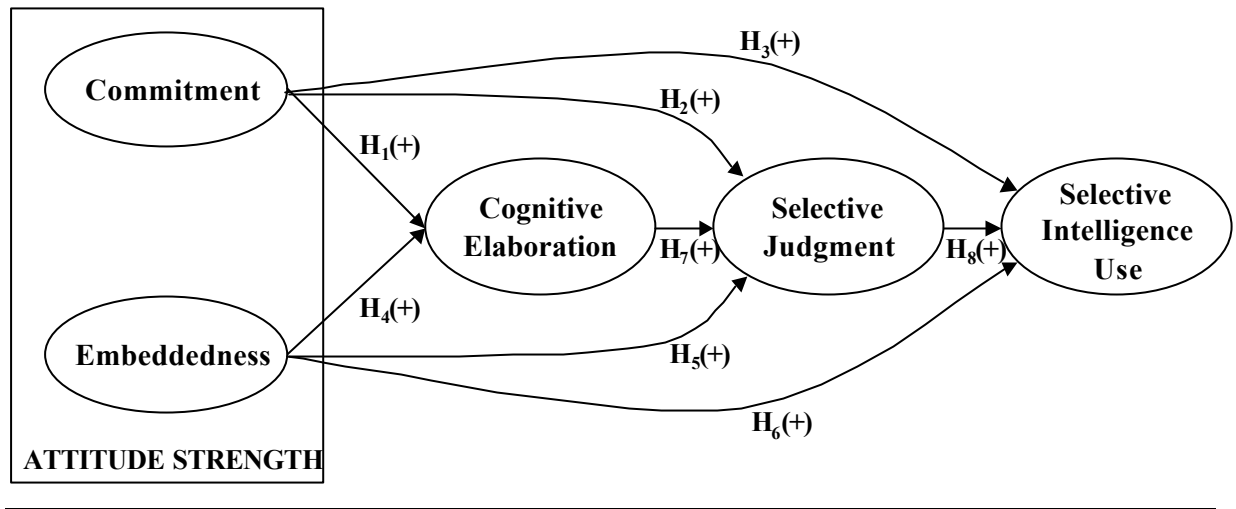 H₃(+)
Commitment
H₂(+)
H₁(+)
Cognitive
Elaboration
Selective
Judgment
Selective
Intelligence
Use
H₇(+)
H₈(+)
H₄(+)
Embeddedness
H₅(+)
H₆(+)
ATTITUDE STRENGTH